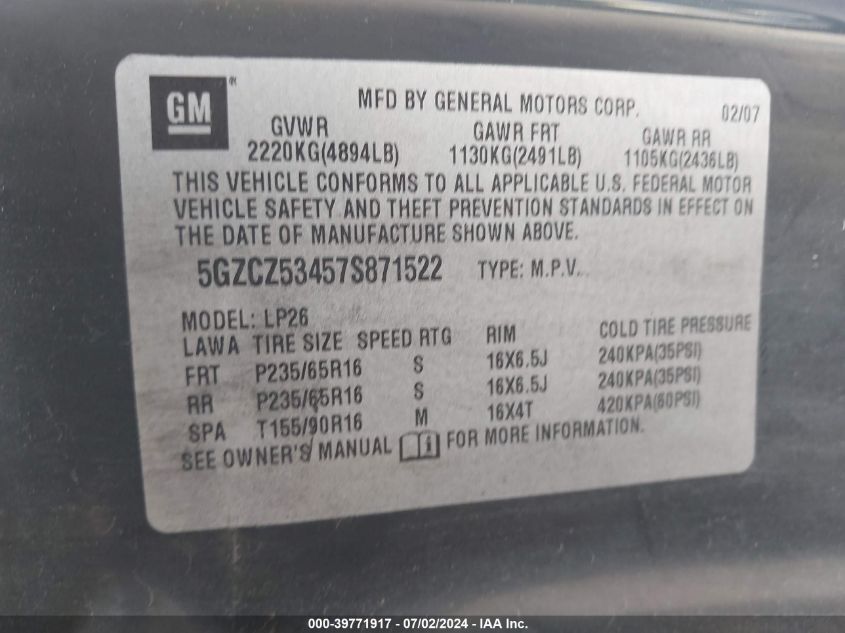 GM ®
MFD BY GENERAL MOTORS CORP. 02/07
GVWR GAWR FRT GAWR RR
2220KG(4894LB) 1130KG(2491LB) 1105KG(2436LB)
THIS VEHICLE CONFORMS TO ALL APPLICABLE U.S. FEDERAL MOTOR
VEHICLE SAFETY AND THEFT PREVENTION STANDARDS IN EFFECT ON
THE DATE OF MANUFACTURE SHOWN ABOVE.
5GZCZ53457S871522 TYPE: M.P.V.
MODEL: LP26
LAWA TIRE SIZE SPEED RTG RIM COLD TIRE PRESSURE
FRT P235/65R16 S 16X6.5J 240KPA(35PSI)
RR P235/65R16 S 16X6.5J 240KPA(35PSI)
SPA T155/90R16 M 16X4T 420KPA(60PSI)
SEE OWNER'S MANUAL i FOR MORE INFORMATION.
000-39771917 - 07/02/2024 - IAA Inc.